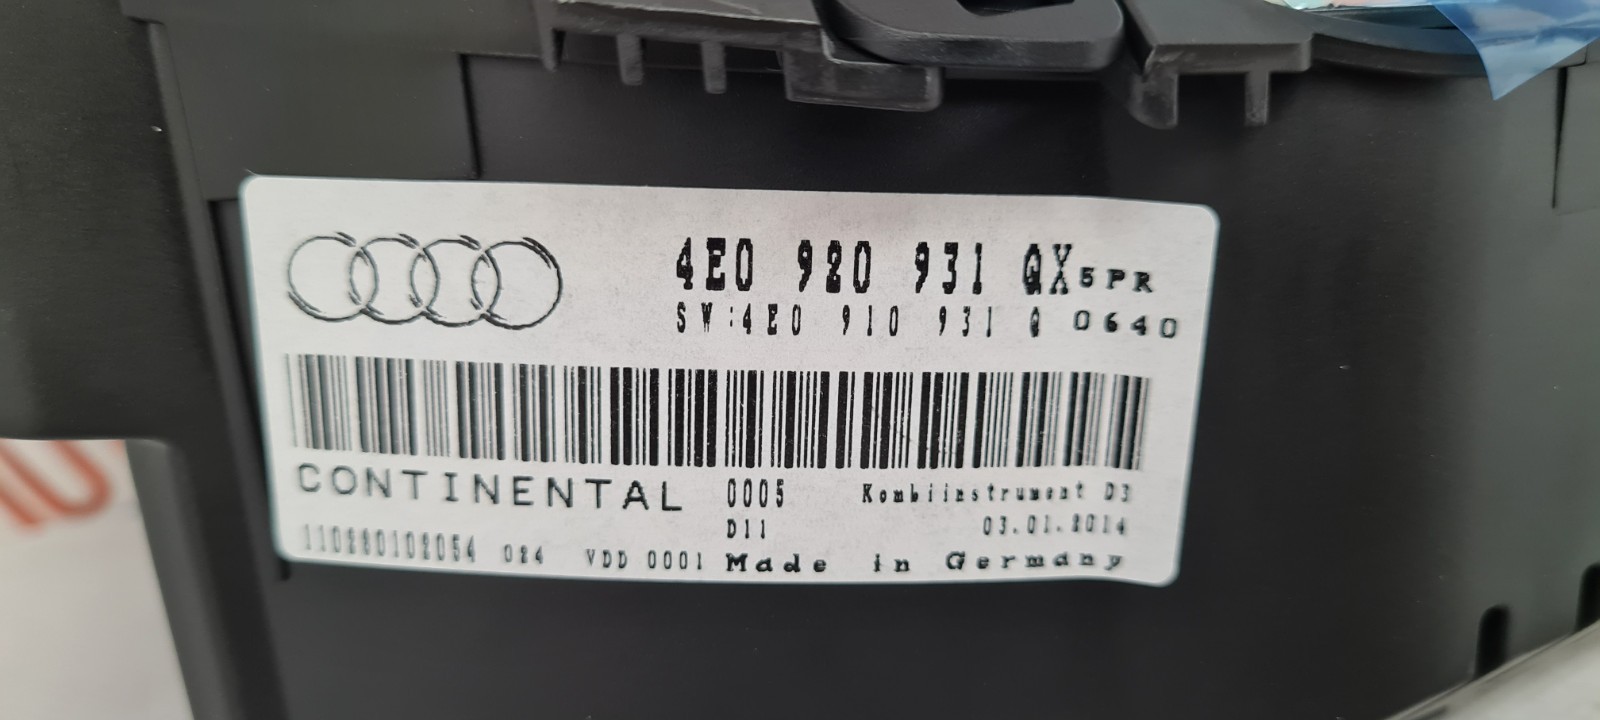 4E0 920 931 QX 5PR
SW:4E0 910 931 Q 0640
CONTINENTAL 0005 Kombiinstrument D3
D11 03.01.2014
110280102054 024 VDD 0001 Made in Germany